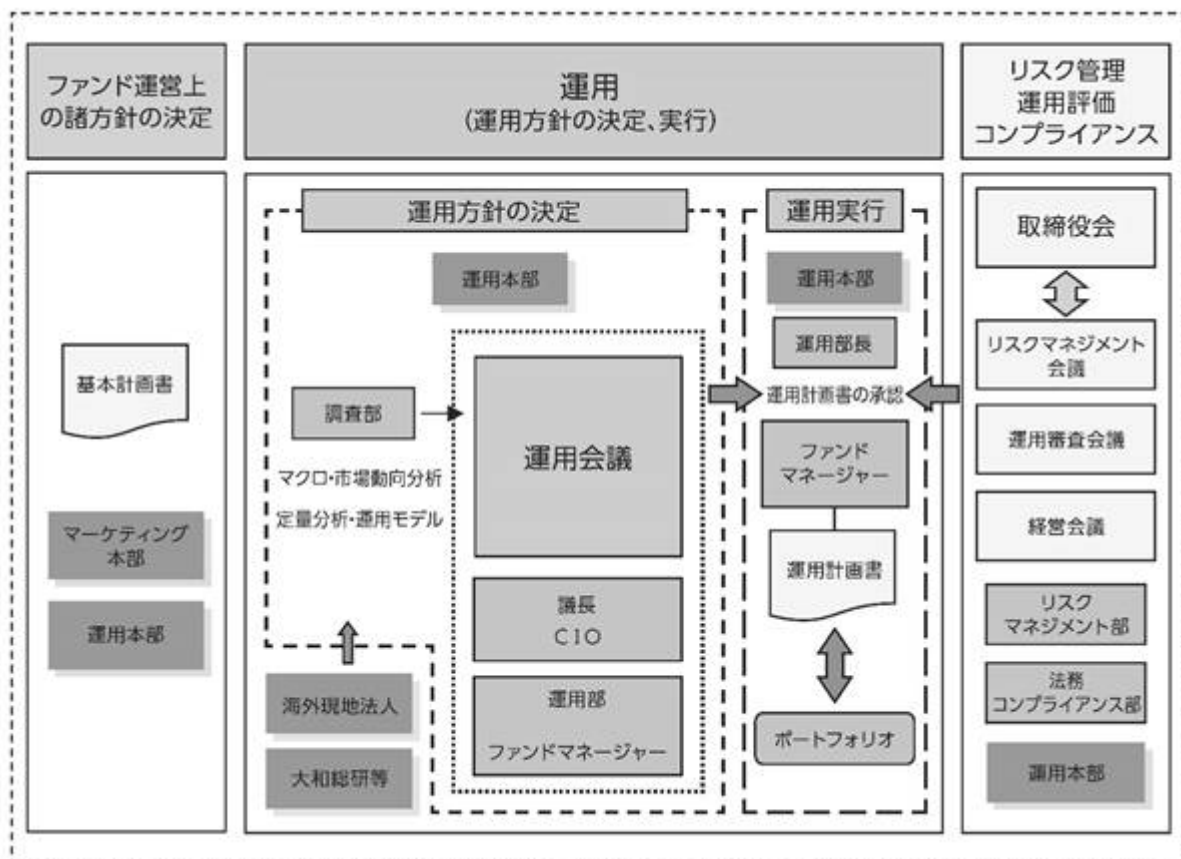 ファンド運営上
の諸方針の決定
運用
(運用方針の決定、実行)
リスク管理
運用評価
コンプライアンス
基本計画書
マーケティング
本部
運用本部
運用方針の決定
運用本部
調査部
マクロ・市場動向分析
定量分析・運用モデル
運用会議
議長
CIO
運用部
ファンドマネージャー
海外現地法人
大和総研等
運用実行
運用本部
運用部長
運用計画書の承認
ファンド
マネージャー
運用計画書
ポートフォリオ
取締役会
リスクマネジメント
会議
運用審査会議
経営会議
リスク
マネジメント部
法務
コンプライアンス部
運用本部